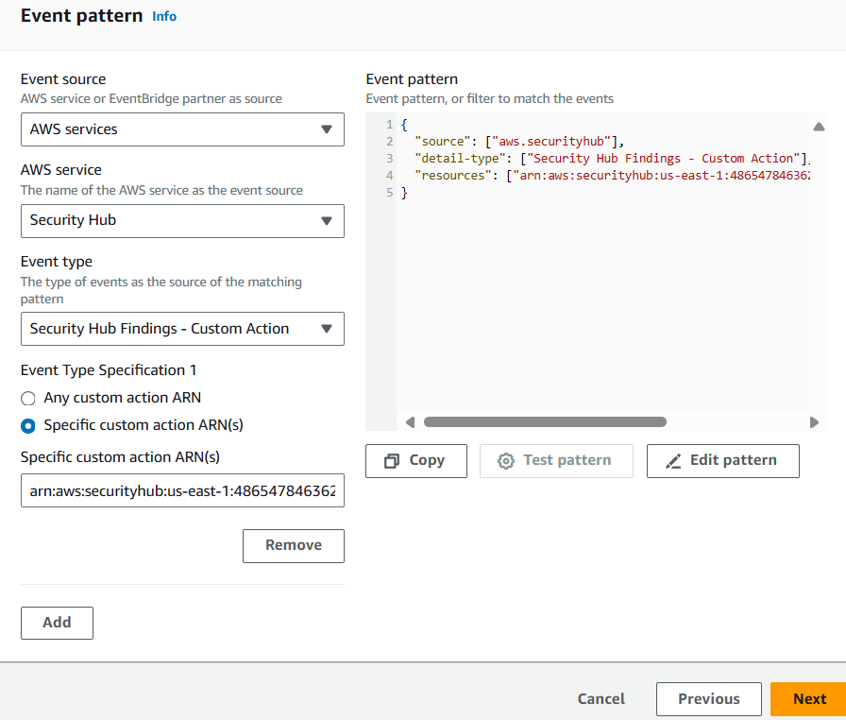 Event pattern Info
Event source
AWS service or EventBridge partner as source
AWS services
AWS service
The name of the AWS service as the event source
Security Hub
Event type
The type of events as the source of the matching
pattern
Security Hub Findings - Custom Action
Event Type Specification 1
Any custom action ARN
Specific custom action ARN(s)
Specific custom action ARN(s)
arn:aws:securityhub:us-east-1:486547846362
Remove
Add
Event pattern
Event pattern, or filter to match the events
1 {
2 "source": ["aws.securityhub"],
3 "detail-type": ["Security Hub Findings - Custom Action"],
4 "resources": ["arn:aws:securityhub:us-east-1:486547846362
5 }
Copy
Test pattern
Edit pattern
Cancel
Previous
Next